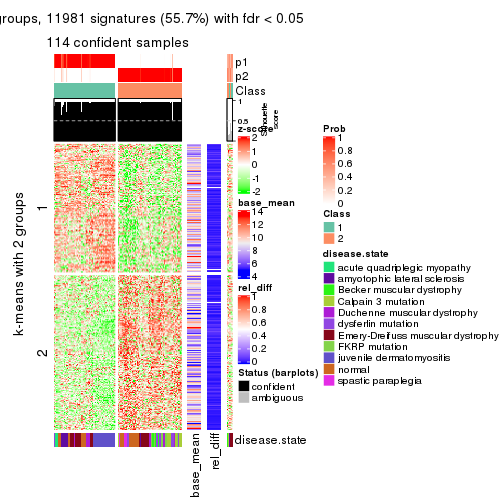 groups, 11981 signatures (55.7%) with fdr < 0.05
114 confident samples
p1
p2
Class
1
0.5
0
Silhouette
score
k-means with 2 groups
1
2
base_mean
rel_diff
disease.state
z-score
2
1
0
-1
-2
base_mean
14
12
10
8
6
4
rel_diff
1
0.8
0.6
0.4
0.2
0
Status (barplots)
confident
ambiguous
Prob
1
0.8
0.6
0.4
0.2
0
Class
1
2
disease.state
acute quadriplegic myopathy
amyotophic lateral sclerosis
Becker muscular dystrophy
Calpain 3 mutation
Duchenne muscular dystrophy
dysferlin mutation
Emery-Dreifuss muscular dystrophy
FKRP mutation
juvenile dermatomyositis
normal
spastic paraplegia